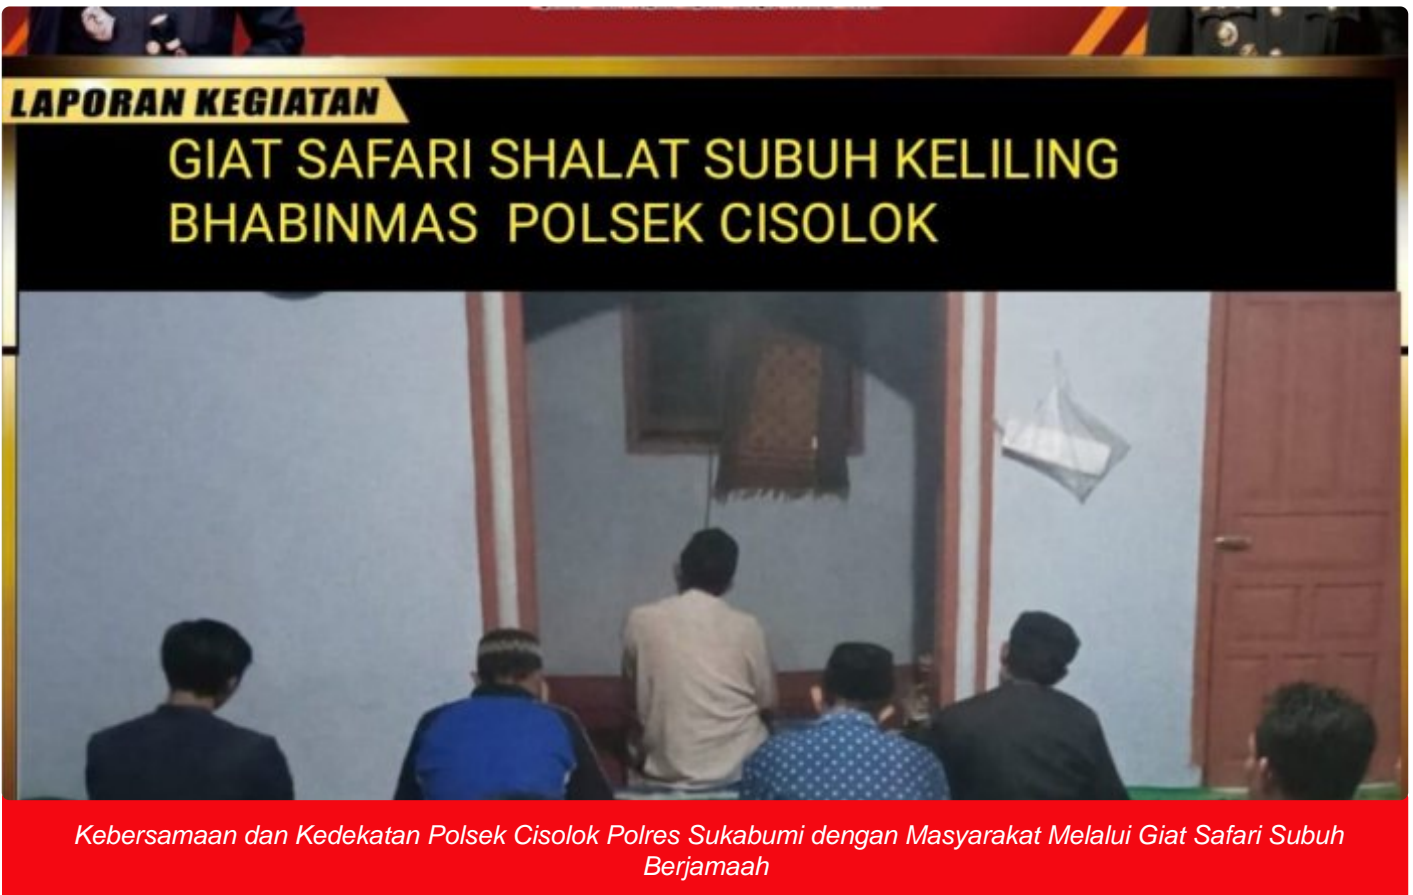 LAPORAN KEGIATAN
GIAT SAFARI SHALAT SUBUH KELILING
BHABINMAS POLSEK CISOLOK
Kebersamaan dan Kedekatan Polsek Cisolok Polres Sukabumi dengan Masyarakat Melalui Giat Safari Subuh
Berjamaah